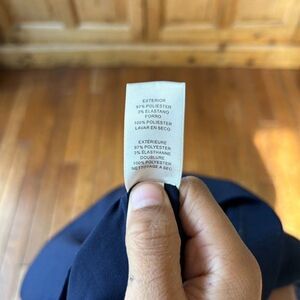 EXTERIOR
97% POLIESTER
3% ELASTANO
FORRO
100% POLIESTER
LAVAR EN SECO
EXTÉRIEURE
97% POLYESTER
3% ELASTHANNE
DOUBLURE
100% POLYESTER
NETTOYAGE A SEC